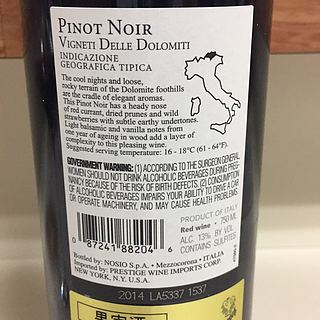 PINOT NOIR
VIGNETI DELLE DOLOMITI
INDICAZIONE
GEOGRAFICA TIPICA
The cool nights and loose,
rocky terrain of the Dolomite foothills
are the cradle of elegant aromas.
This Pinot Noir has a heady nose
of red currant, dried prunes and wild
strawberries with subtle earthy undertones.
Light balsamic and vanilla notes from
one year of ageing in wood add a layer of
complexity to this pleasing wine.
Suggested serving temperature: 16 - 18°C (61 - 64°F).
GOVERNMENT WARNING: (1) ACCORDING TO THE SURGEON GENERAL,
WOMEN SHOULD NOT DRINK ALCOHOLIC BEVERAGES DURING PREG-
NANCY BECAUSE OF THE RISK OF BIRTH DEFECTS. (2) CONSUMPTION
OF ALCOHOLIC BEVERAGES IMPAIRS YOUR ABILITY TO DRIVE A CAR
OR OPERATE MACHINERY, AND MAY CAUSE HEALTH PROBLEMS.
PRODUCT OF ITALY
Red wine • 750 ML
ALC. 13% BY VOL.
CONTAINS SULFITES
0 87241 88204 6
Bottled by: NOSIO S.p.A. • Mezzocorona • ITALIA
Imported by: PRESTIGE WINE IMPORTS CORP.
NEW YORK, N.Y. U.S.A.
2014 LA5337 1537
果実酒